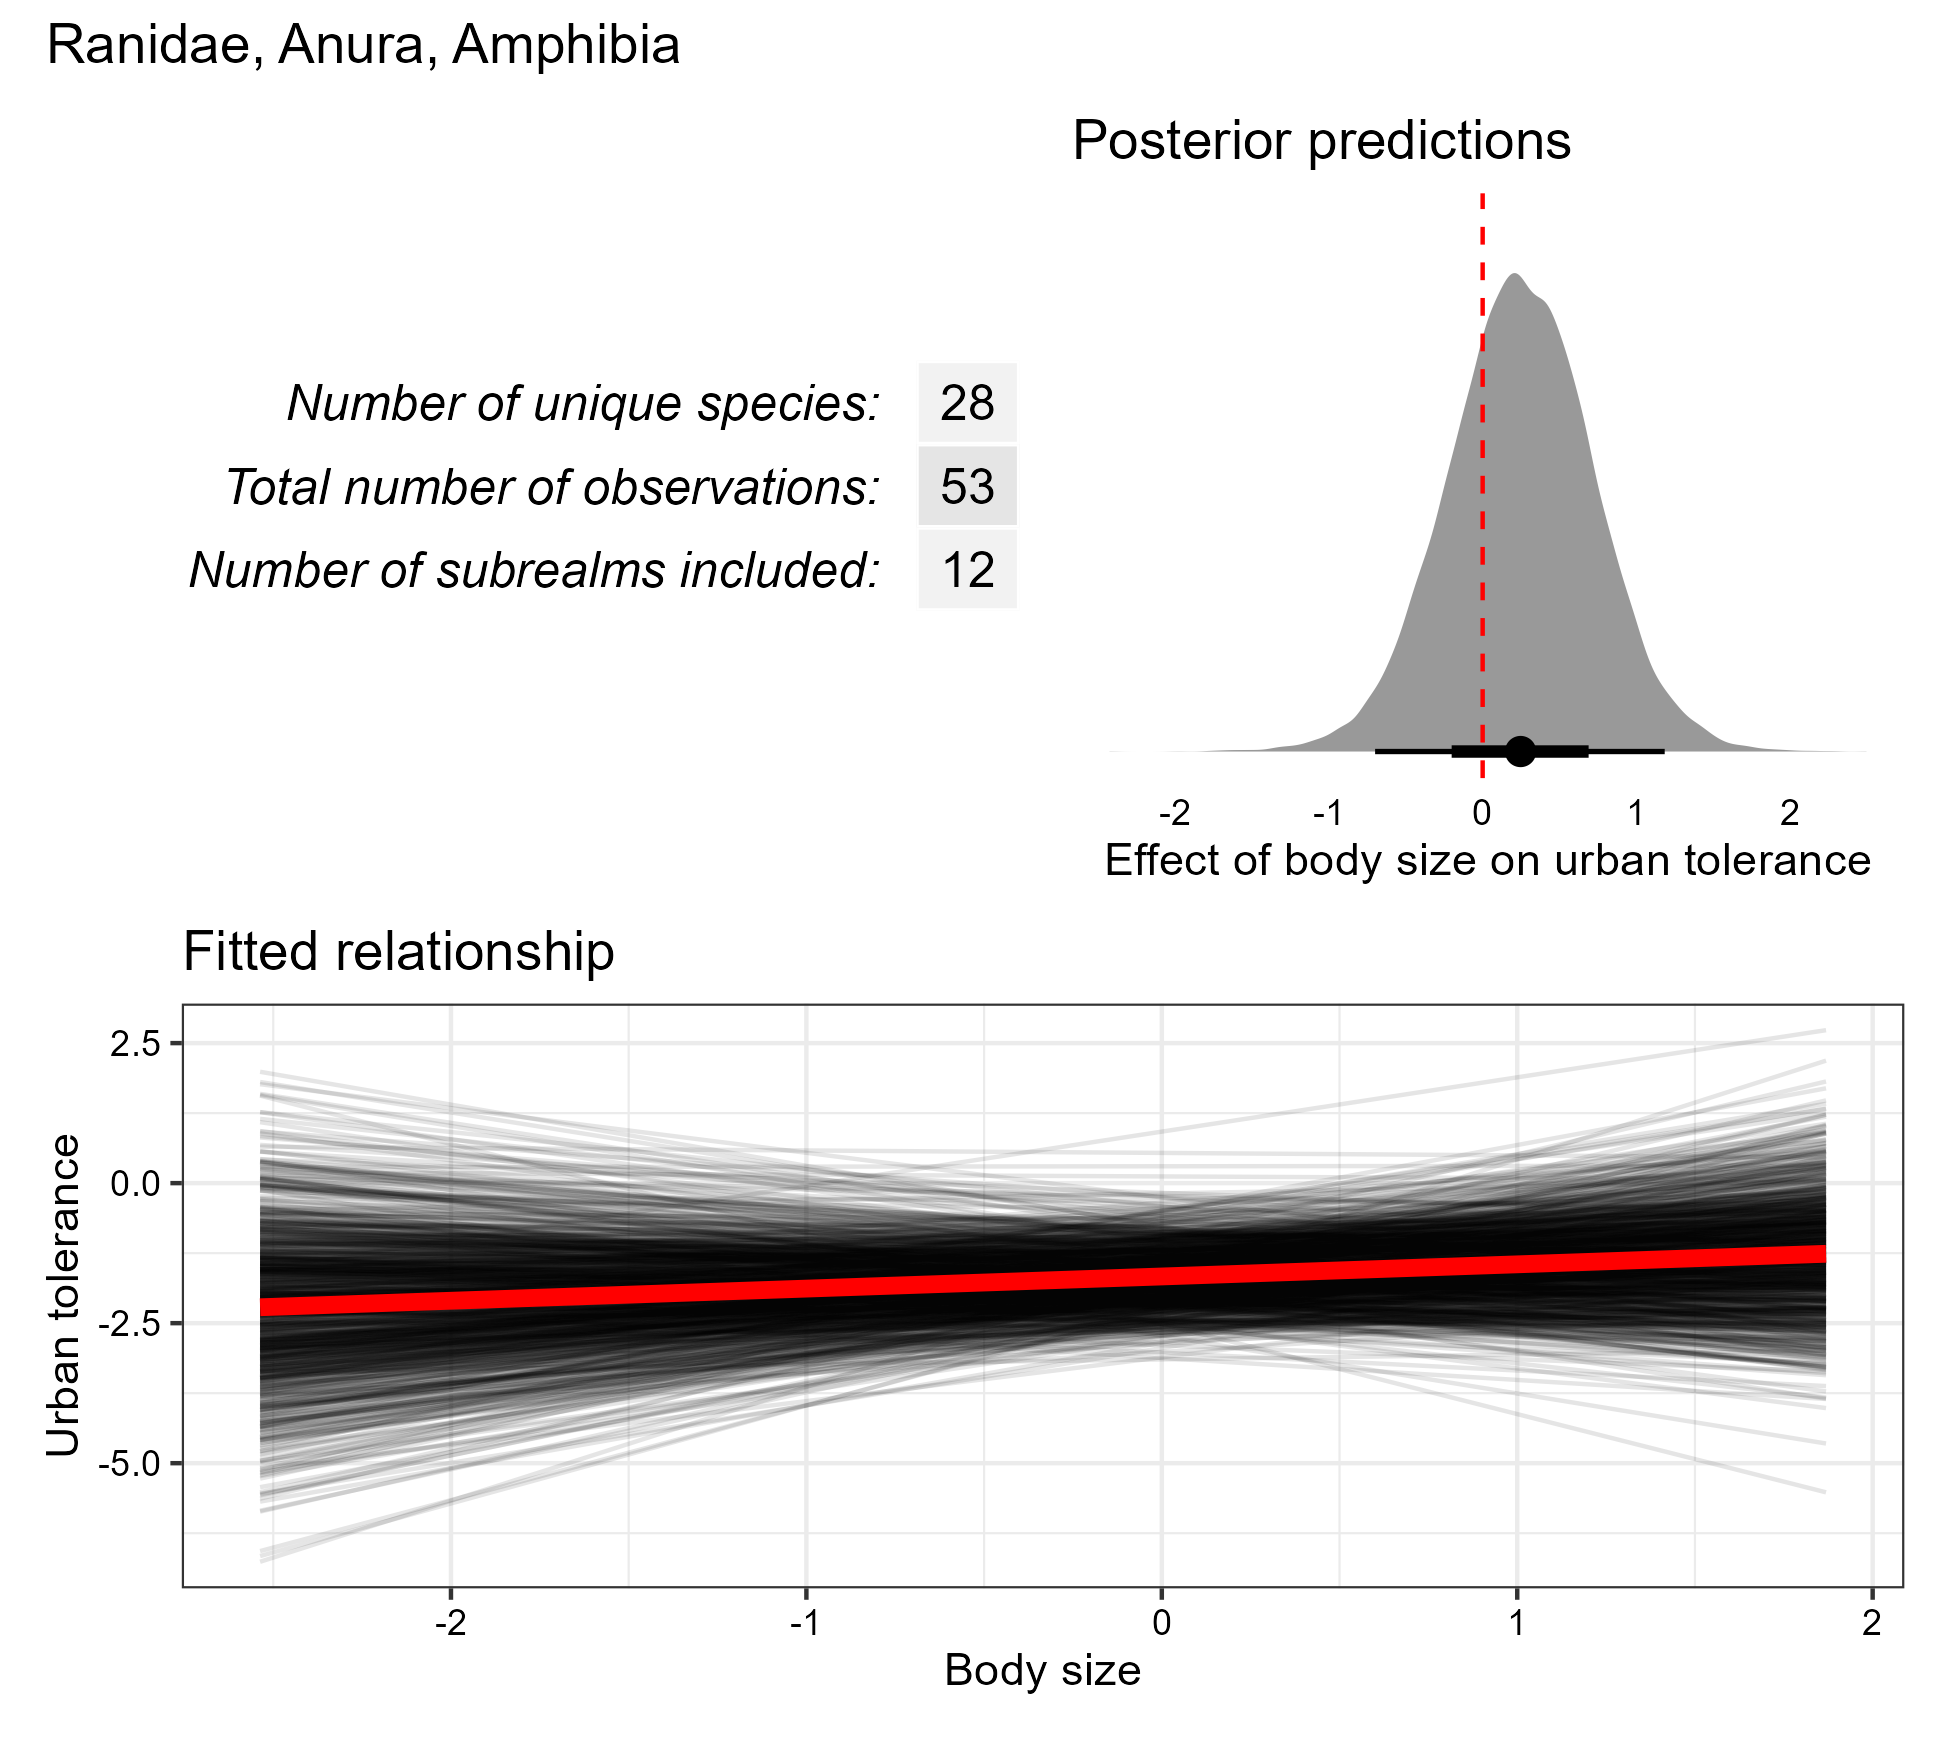 Ranidae, Anura, Amphibia
Posterior predictions
Number of unique species: 28
Total number of observations: 53
Number of subrealms included: 12
-2 -1 0 1 2
Effect of body size on urban tolerance
Fitted relationship
Urban tolerance
2.5
0.0
-2.5
-5.0
-2 -1 0 1 2
Body size